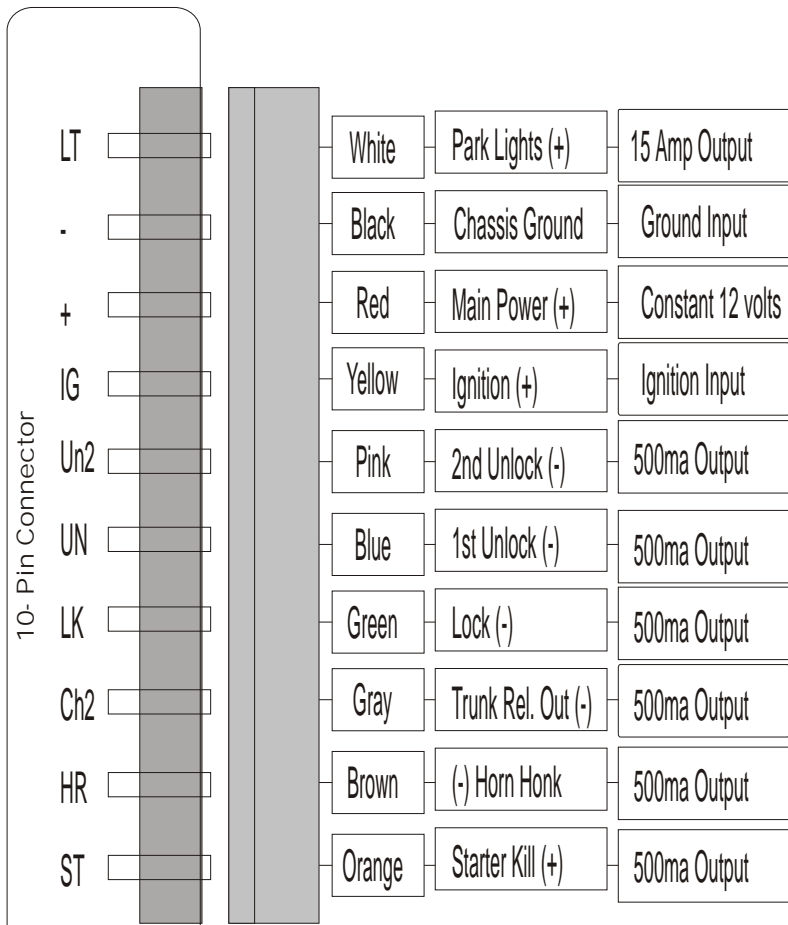 10- Pin Connector
LT White Park Lights (+) 15 Amp Output
- Black Chassis Ground Ground Input
+ Red Main Power (+) Constant 12 volts
IG Yellow Ignition (+) Ignition Input
Un2 Pink 2nd Unlock (-) 500ma Output
UN Blue 1st Unlock (-) 500ma Output
LK Green Lock (-) 500ma Output
Ch2 Gray Trunk Rel. Out (-) 500ma Output
HR Brown (-) Horn Honk 500ma Output
ST Orange Starter Kill (+) 500ma Output